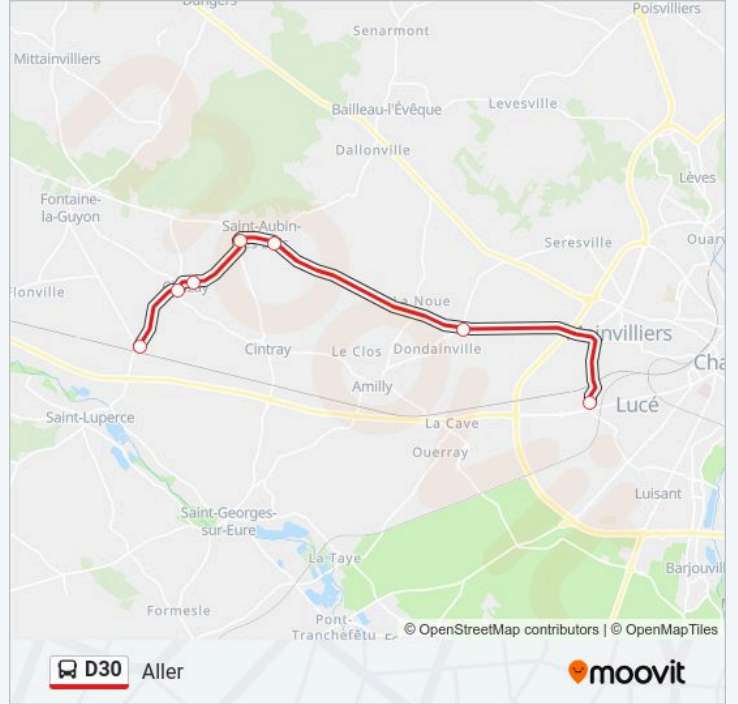 Dangers
Poisvilliers
Senarmont
Mittainvilliers
Levesville
Bailleau-l'Évêque
Dallonville
Lèves
Fontaine-
la-Guyon
Saint-Aubin-
Seresville
Ouar
Flonville
La Noue
Mainvilliers
Cintray
Le Clos
Dondainville
Cha
Amilly
Lucé
Saint-Luperce
La Cave
Ouerray
Luisant
Saint-Georges-
sur-Eure
La Taye
Barjouvil
Formesle
Pont-
Tranchefêtu
© OpenStreetMap contributors | © OpenMapTiles
D30 Aller
moovit